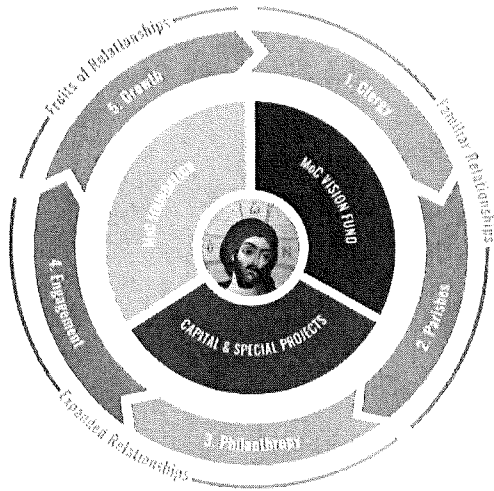 Fruits of Relationships
Familiar Relationships
Expanded Relationships
1. Clergy
2. Parishes
3. Philanthropy
4. Engagement
5. Growth
MoC VISION FUND
CAPITAL & SPECIAL PROJECTS
MoC